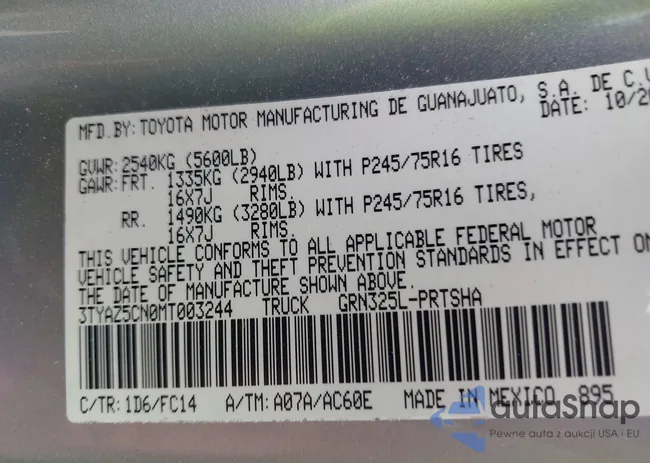 MFD.BY:TOYOTA MOTOR MANUFACTURING DE GUANAJUATO, S.A. DE C.V
DATE: 10/20
GVWR:2540KG (5600LB)
GAWR:FRT. 1335KG (2940LB) WITH P245/75R16 TIRES
16X7J RIMS.
RR. 1490KG (3280LB) WITH P245/75R16 TIRES,
16X7J RIMS.
THIS VEHICLE CONFORMS TO ALL APPLICABLE FEDERAL MOTOR
VEHICLE SAFETY AND THEFT PREVENTION STANDARDS IN EFFECT ON
THE DATE OF MANUFACTURE SHOWN ABOVE.
3TYAZ5CN0MT003244 TRUCK GRN325L-PRTSHA
C/TR:1D6/FC14 A/TM:A07A/AC60E MADE IN MEXICO 895
autaSnap
Pewne auta z aukcji USA i EU